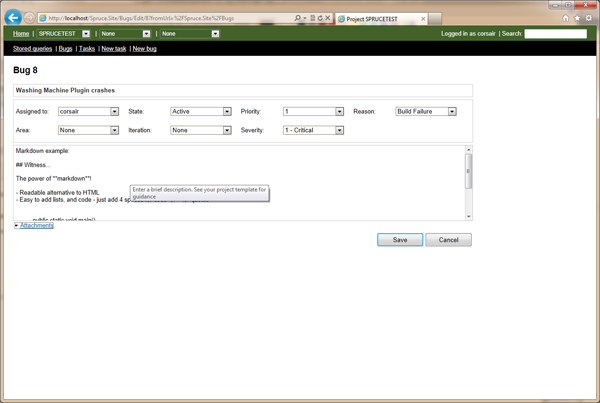 http://localhost/Spruce.Site/Bugs/Edit/8?fromUrl=%2FSpruce.Site%2FBugs
Project SPRUCETEST
Home | SPRUCETEST | None | None Logged in as corsair | Search:
Stored queries | Bugs | Tasks | New task | New bug
Bug 8
Washing Machine Plugin crashes
Assigned to: corsair State: Active Priority: 1 Reason: Build Failure
Area: None Iteration: None Severity: 1 - Critical
Markdown example:
## Witness...
The power of **markdown**!
- Readable alternative to HTML
- Easy to add lists, and code - just add 4
Enter a brief description. See your project template for
guidance
public static void main()
Attachments
Save Cancel